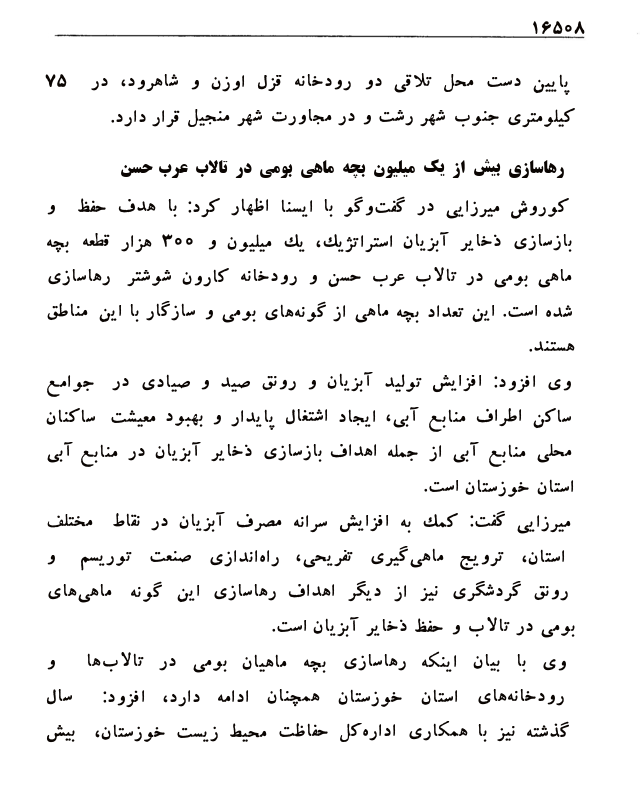 ۱۶۵۰۸
پایین دست محل تلاقی دو رودخانه قزل اوزن و شاهرود، در ۷۵
کیلومتری جنوب شهر رشت و در مجاورت شهر منجیل قرار دارد.
رهاسازی بیش از یک میلیون بچه ماهی بومی در تالاب عرب حسن
کوروش میرزایی در گفت‌وگو با ایسنا اظهار کرد: با هدف حفظ و
بازسازی ذخایر آبزیان استراتژیك، یك میلیون و ۳۰۰ هزار قطعه بچه
ماهی بومی در تالاب عرب حسن و رودخانه کارون شوشتر رهاسازی
شده است. این تعداد بچه ماهی از گونه‌های بومی و سازگار با این مناطق
هستند.
وی افزود: افزایش تولید آبزیان و رونق صید و صیادی در جوامع
ساکن اطراف منابع آبی، ایجاد اشتغال پایدار و بهبود معیشت ساکنان
محلی منابع آبی از جمله اهداف بازسازی ذخایر آبزیان در منابع آبی
استان خوزستان است.
میرزایی گفت: کمك به افزایش سرانه مصرف آبزیان در نقاط مختلف
استان، ترویج ماهی‌گیری تفریحی، راه‌اندازی صنعت توریسم و
رونق گردشگری نیز از دیگر اهداف رهاسازی این گونه ماهی‌های
بومی در تالاب و حفظ ذخایر آبزیان است.
وی با بیان اینکه رهاسازی بچه ماهیان بومی در تالاب‌ها و
رودخانه‌های استان خوزستان همچنان ادامه دارد، افزود: سال
گذشته نیز با همکاری اداره‌کل حفاظت محیط زیست خوزستان، بیش